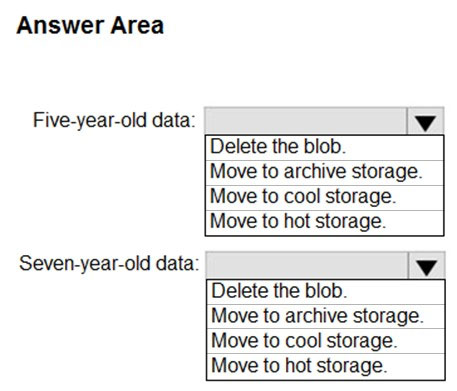 Answer Area
Five-year-old data:
Delete the blob.
Move to archive storage.
Move to cool storage.
Move to hot storage.
Seven-year-old data:
Delete the blob.
Move to archive storage.
Move to cool storage.
Move to hot storage.